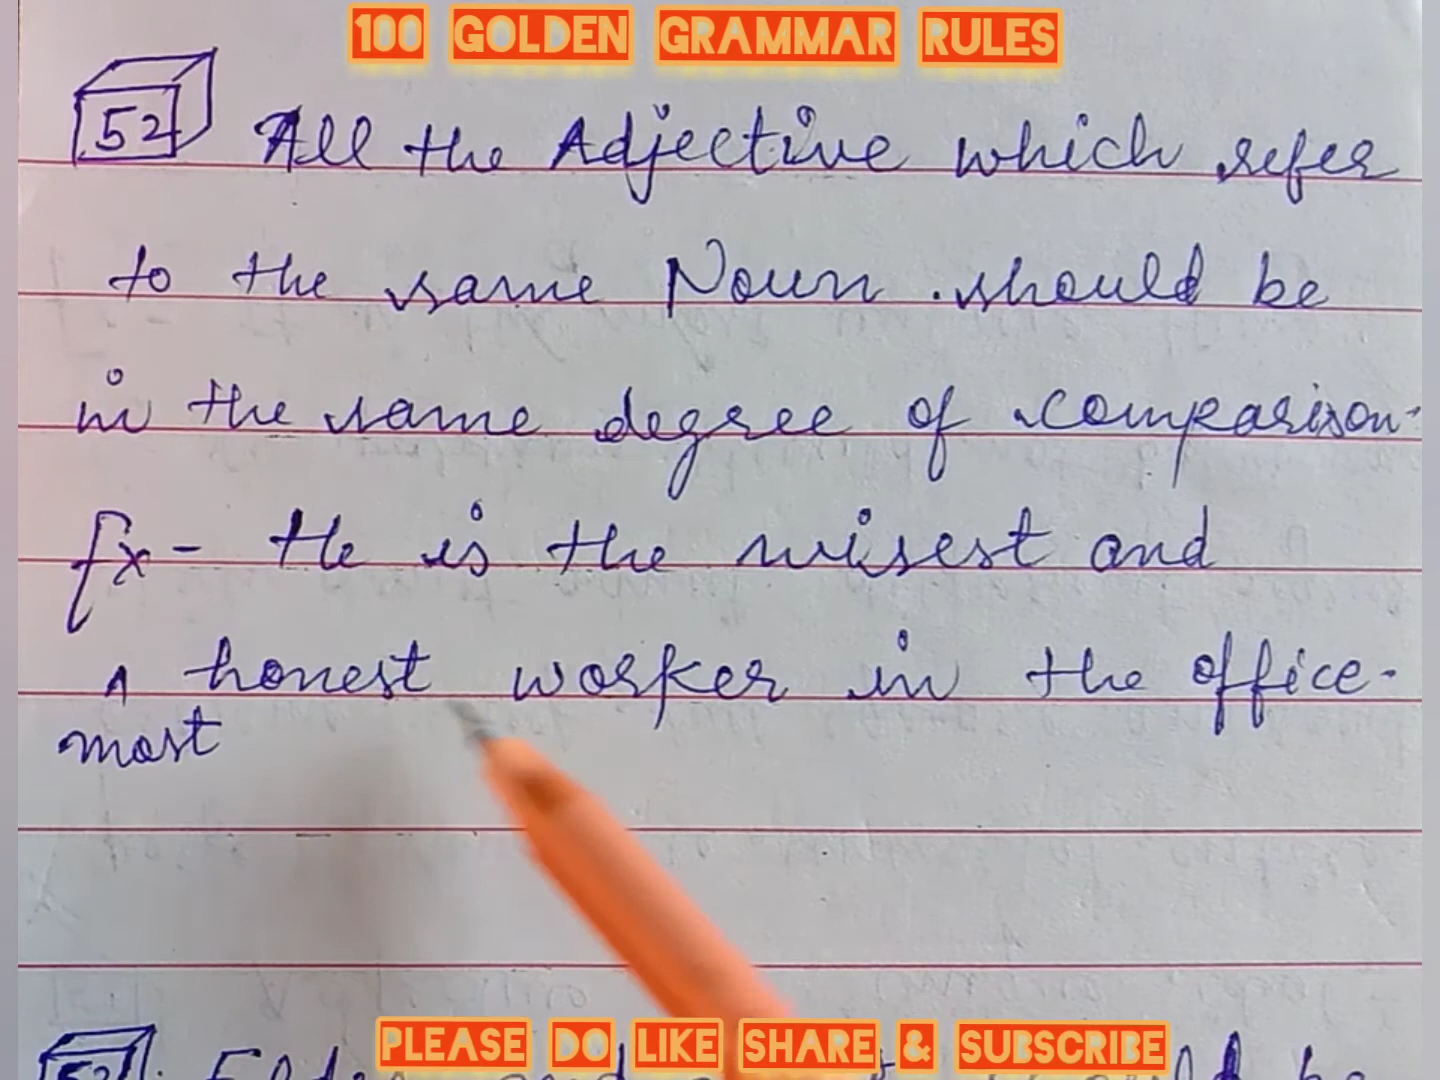 100 GOLDEN GRAMMAR RULES
52 All the Adjective which refer
to the same Noun should be
in the same degree of comparison.
Ex- He is the wisest and
^ honest worker in the office.
most
PLEASE DO LIKE SHARE & SUBSCRIBE
be